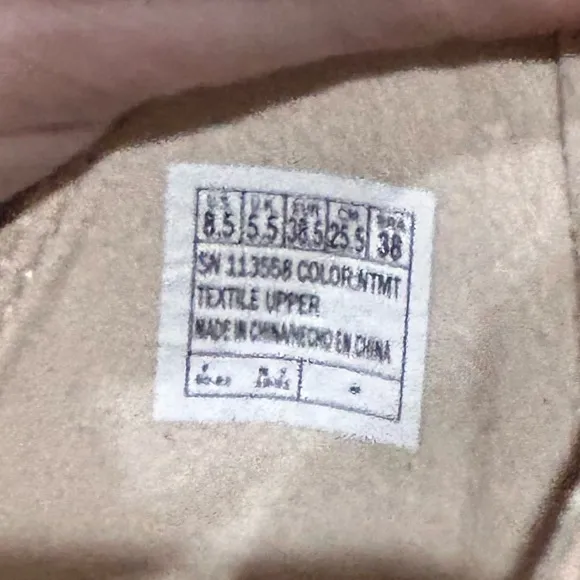 U.S. U.K. EUR CM BRA
8.5 5.5 38.5 25.5 38
SN 113558 COLOR NTMT
TEXTILE UPPER
MADE IN CHINA/HECHO EN CHINA